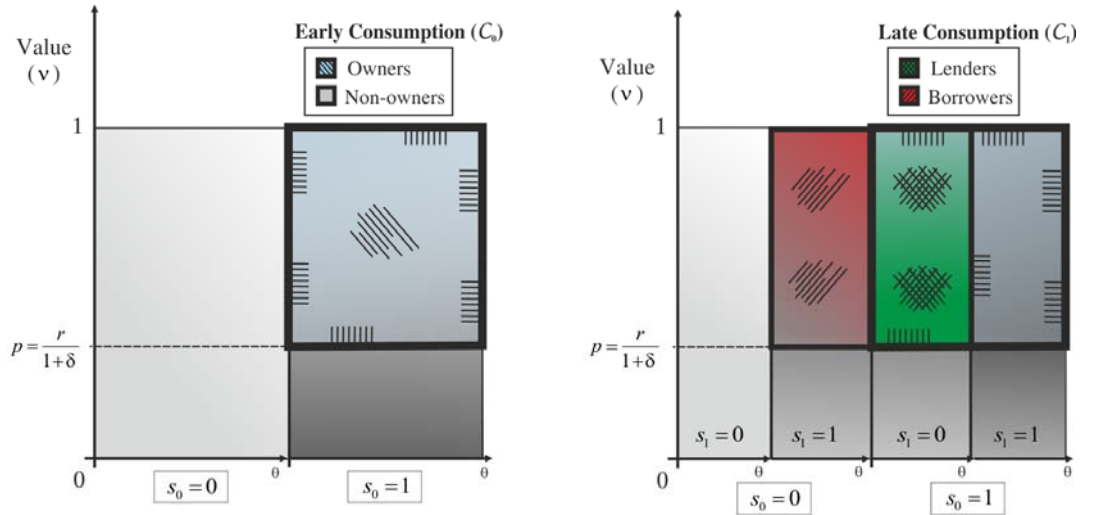 Early Consumption (C₀)
Value
(ν)
Owners
Non-owners
1
p = r / 1+δ
0
θ
θ
s₀ = 0
s₀ = 1
Late Consumption (C₁)
Value
(ν)
Lenders
Borrowers
1
p = r / 1+δ
s₁ = 0
s₁ = 1
s₁ = 0
s₁ = 1
0
θ
θ
θ
θ
s₀ = 0
s₀ = 1